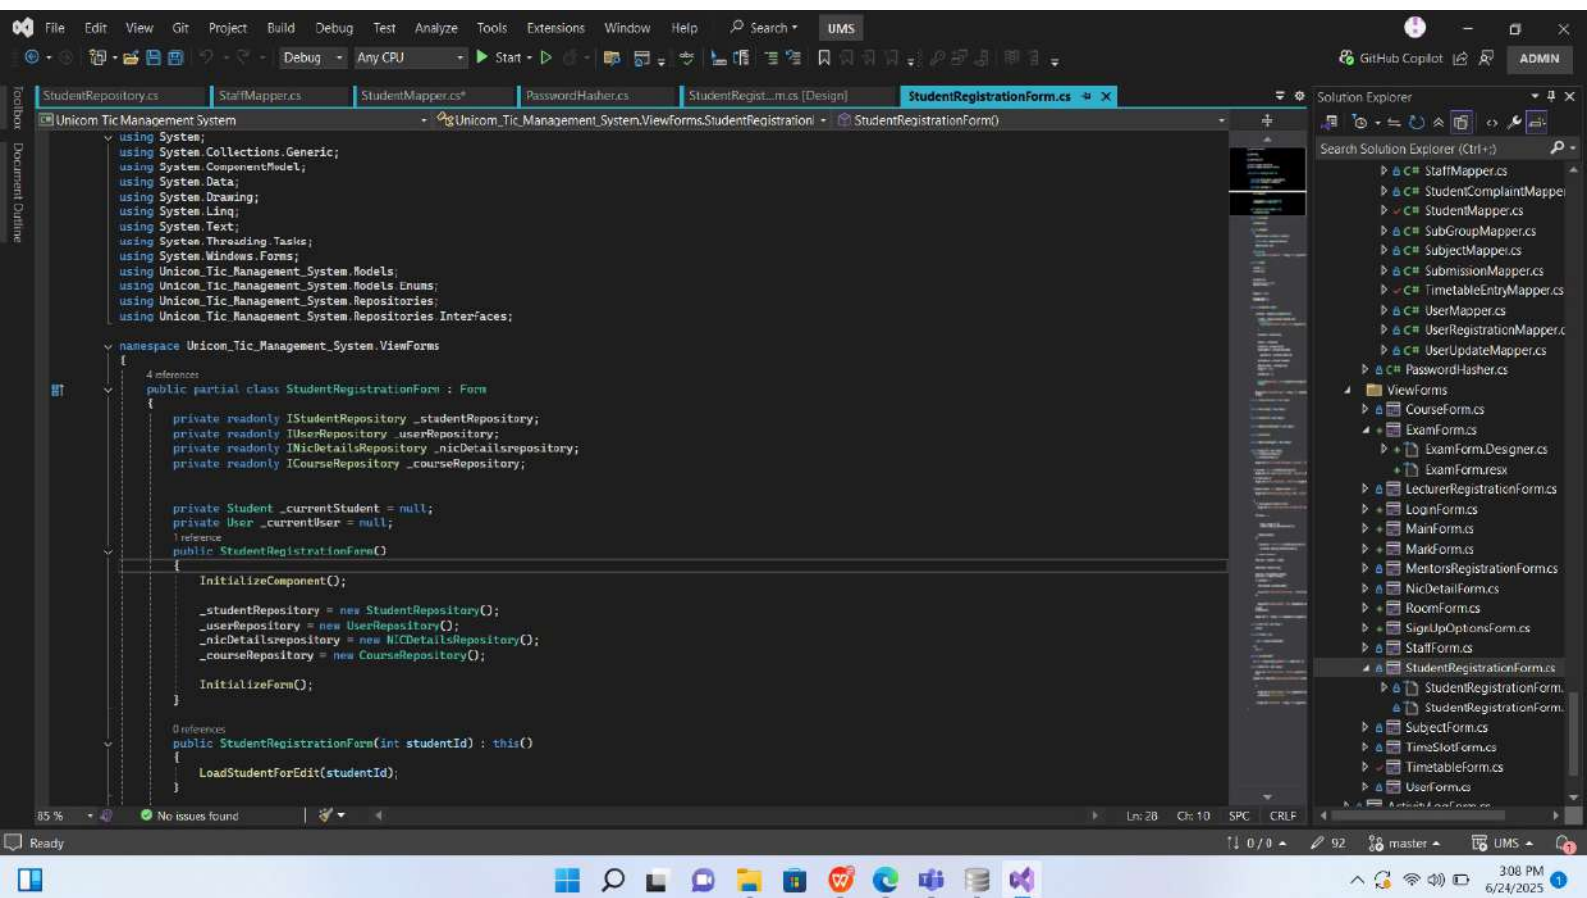 File Edit View Git Project Build Debug Test Analyze Tools Extensions Window Help Search UMS
Debug Any CPU Start GitHub Copilot ADMIN
StudentRepository.cs StaffMapper.cs StudentMapper.cs* PasswordHasher.cs StudentRegist...m.cs [Design] StudentRegistrationForm.cs
Unicom Tic Management System Unicom_Tic_Management_System.ViewForms.StudentRegistration StudentRegistrationForm()
Toolbox
Document Outline
using System;
using System.Collections.Generic;
using System.ComponentModel;
using System.Data;
using System.Drawing;
using System.Linq;
using System.Text;
using System.Threading.Tasks;
using System.Windows.Forms;
using Unicom_Tic_Management_System.Models;
using Unicom_Tic_Management_System.Models.Enums;
using Unicom_Tic_Management_System.Repositories;
using Unicom_Tic_Management_System.Repositories.Interfaces;
namespace Unicom_Tic_Management_System.ViewForms
{
4 references
public partial class StudentRegistrationForm : Form
{
private readonly IStudentRepository _studentRepository;
private readonly IUserRepository _userRepository;
private readonly INicDetailsRepository _nicDetailsrepository;
private readonly ICourseRepository _courseRepository;
private Student _currentStudent = null;
private User _currentUser = null;
1 reference
public StudentRegistrationForm()
{
InitializeComponent();
_studentRepository = new StudentRepository();
_userRepository = new UserRepository();
_nicDetailsrepository = new NICDetailsRepository();
_courseRepository = new CourseRepository();
InitializeForm();
}
0 references
public StudentRegistrationForm(int studentId) : this()
{
LoadStudentForEdit(studentId);
}
85 % No issues found Ln: 28 Ch: 10 SPC CRLF
Solution Explorer
Search Solution Explorer (Ctrl+;)
C# StaffMapper.cs
C# StudentComplaintMapper
C# StudentMapper.cs
C# SubGroupMapper.cs
C# SubjectMapper.cs
C# SubmissionMapper.cs
C# TimetableEntryMapper.cs
C# UserMapper.cs
C# UserRegistrationMapper.c
C# UserUpdateMapper.cs
C# PasswordHasher.cs
ViewForms
CourseForm.cs
ExamForm.cs
ExamForm.Designer.cs
ExamForm.resx
LecturerRegistrationForm.cs
LoginForm.cs
MainForm.cs
MarkForm.cs
MentorsRegistrationForm.cs
NicDetailForm.cs
RoomForm.cs
SignUpOptionsForm.cs
StaffForm.cs
StudentRegistrationForm.cs
StudentRegistrationForm.
StudentRegistrationForm.
SubjectForm.cs
TimeSlotForm.cs
TimetableForm.cs
UserForm.cs
Ready 0 / 0 92 master UMS 1
3:08 PM
6/24/2025 1